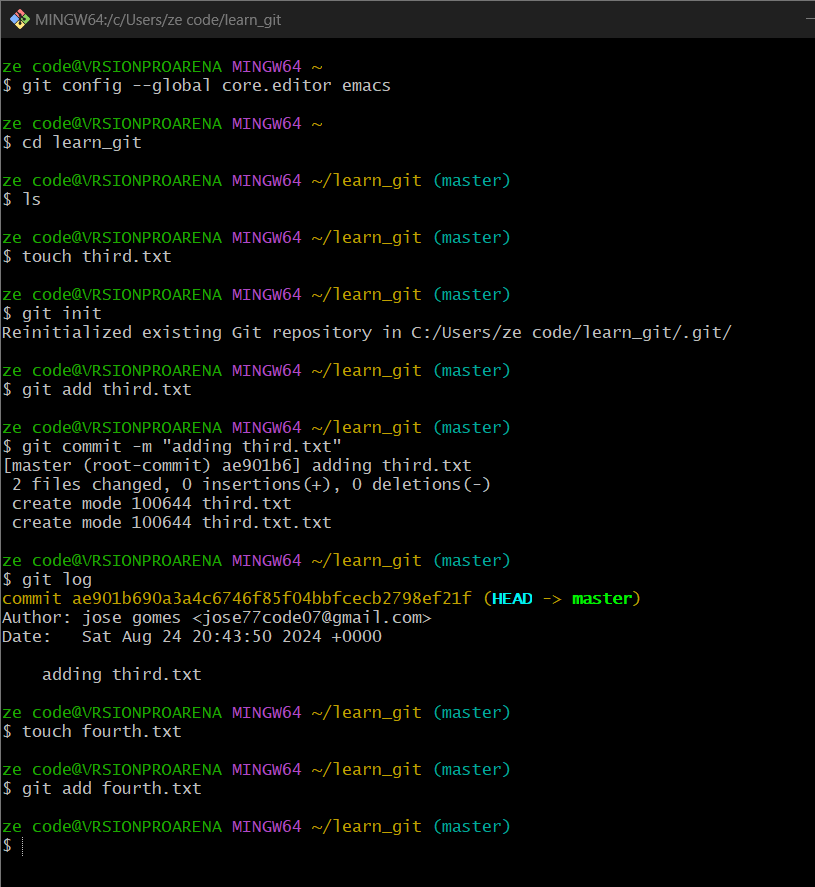 MINGW64:/c/Users/ze code/learn_git
ze code@VRSIONPROARENA MINGW64 ~
$ git config --global core.editor emacs
ze code@VRSIONPROARENA MINGW64 ~
$ cd learn_git
ze code@VRSIONPROARENA MINGW64 ~/learn_git (master)
$ ls
ze code@VRSIONPROARENA MINGW64 ~/learn_git (master)
$ touch third.txt
ze code@VRSIONPROARENA MINGW64 ~/learn_git (master)
$ git init
Reinitialized existing Git repository in C:/Users/ze code/learn_git/.git/
ze code@VRSIONPROARENA MINGW64 ~/learn_git (master)
$ git add third.txt
ze code@VRSIONPROARENA MINGW64 ~/learn_git (master)
$ git commit -m "adding third.txt"
[master (root-commit) ae901b6] adding third.txt
 2 files changed, 0 insertions(+), 0 deletions(-)
 create mode 100644 third.txt
 create mode 100644 third.txt.txt
ze code@VRSIONPROARENA MINGW64 ~/learn_git (master)
$ git log
commit ae901b690a3a4c6746f85f04bbfcecb2798ef21f (HEAD -> master)
Author: jose gomes <jose77code07@gmail.com>
Date:   Sat Aug 24 20:43:50 2024 +0000
    adding third.txt
ze code@VRSIONPROARENA MINGW64 ~/learn_git (master)
$ touch fourth.txt
ze code@VRSIONPROARENA MINGW64 ~/learn_git (master)
$ git add fourth.txt
ze code@VRSIONPROARENA MINGW64 ~/learn_git (master)
$